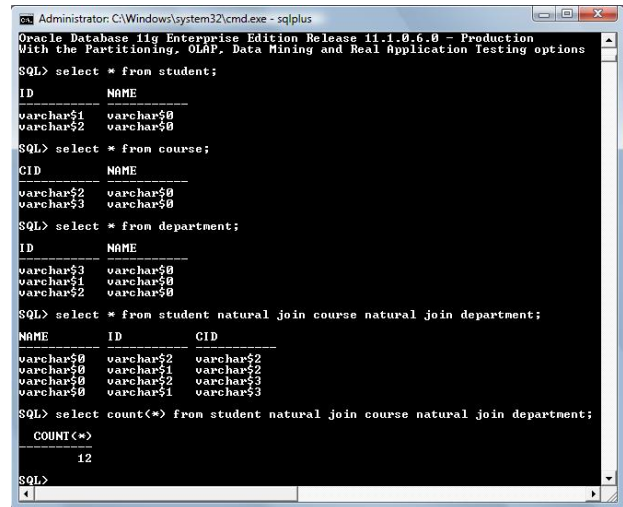 Administrator: C:\Windows\system32\cmd.exe - sqlplus
Oracle Database 11g Enterprise Edition Release 11.1.0.6.0 - Production
With the Partitioning, OLAP, Data Mining and Real Application Testing options
SQL> select * from student;
ID NAME
varchar$1 varchar$0
varchar$2 varchar$0
SQL> select * from course;
CID NAME
varchar$2 varchar$0
varchar$3 varchar$0
SQL> select * from department;
ID NAME
varchar$3 varchar$0
varchar$1 varchar$0
varchar$2 varchar$0
SQL> select * from student natural join course natural join department;
NAME ID CID
varchar$0 varchar$2 varchar$2
varchar$0 varchar$1 varchar$2
varchar$0 varchar$2 varchar$3
varchar$0 varchar$1 varchar$3
SQL> select count(*) from student natural join course natural join department;
COUNT(*)
12
SQL>